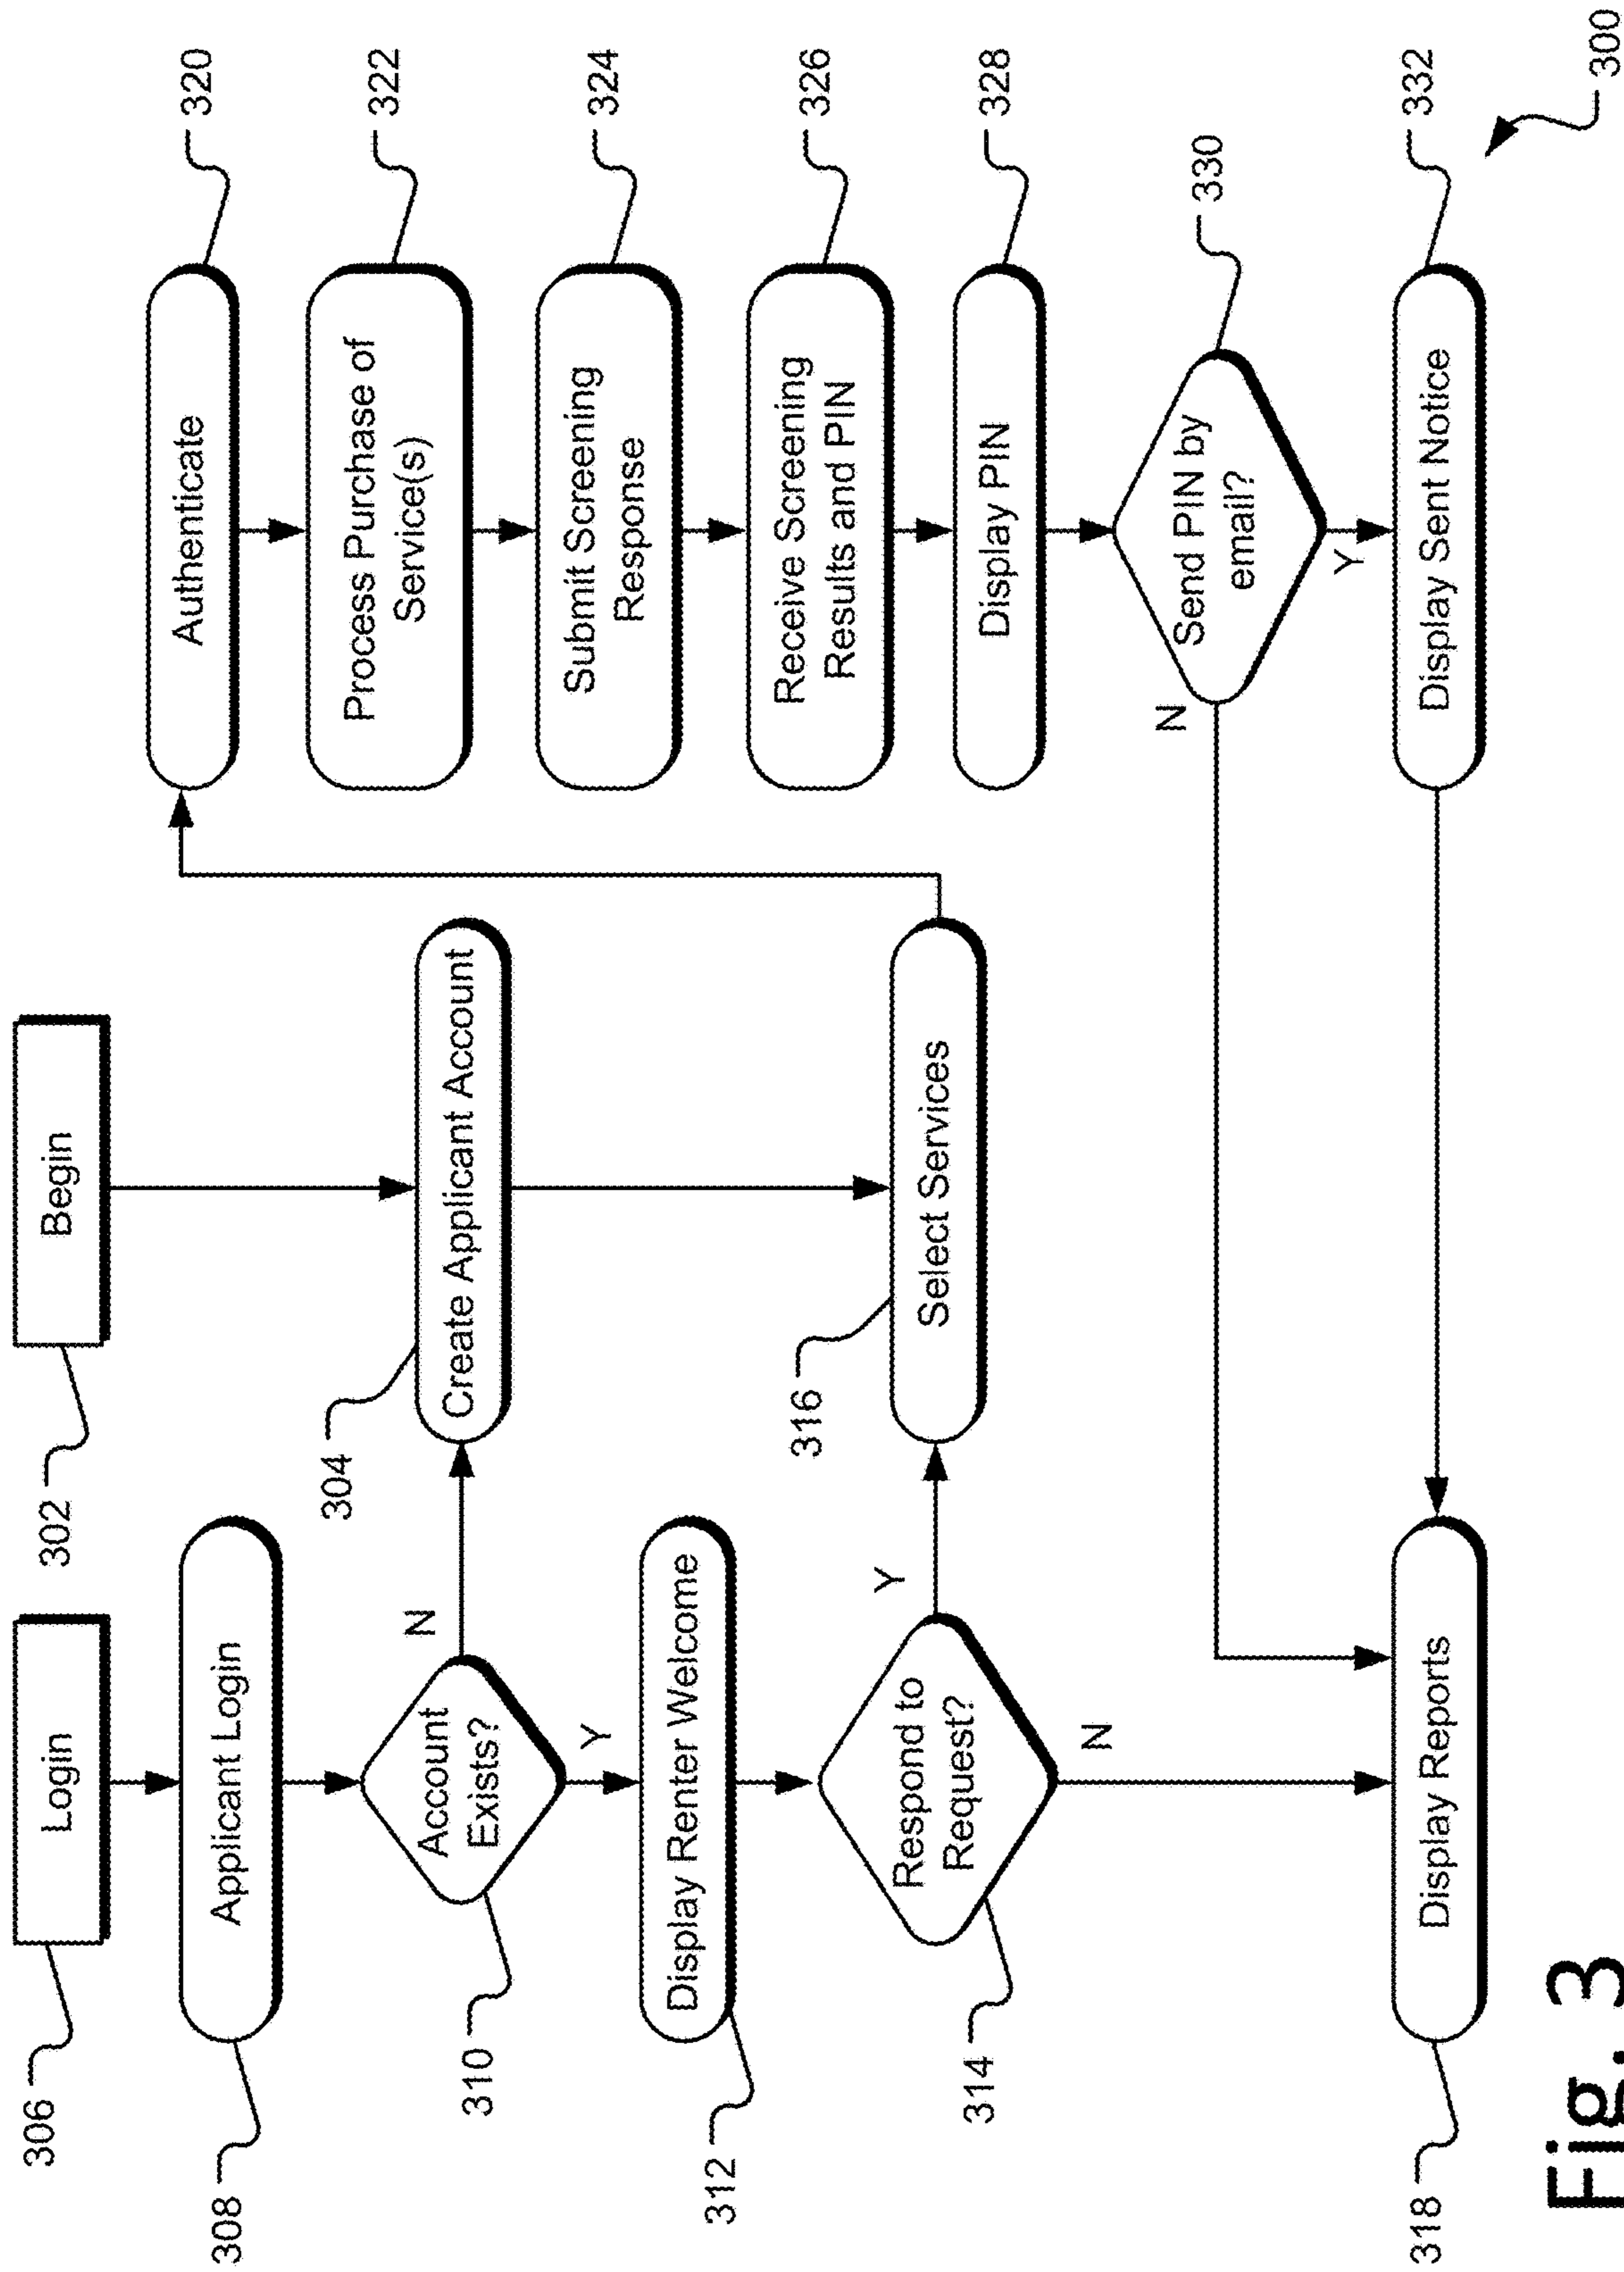 306
Login
302
Begin
308
Applicant Login
320
Authenticate
310
Account
Exists?
N
Y
304
Create Applicant Account
322
Process Purchase of
Service(s)
324
Submit Screening
Response
312
Display Renter Welcome
326
Receive Screening
Results and PIN
314
Respond to
Request?
Y
N
316
Select Services
328
Display PIN
330
Send PIN by
email?
N
Y
318
Display Reports
332
Display Sent Notice
300
Fig. 3